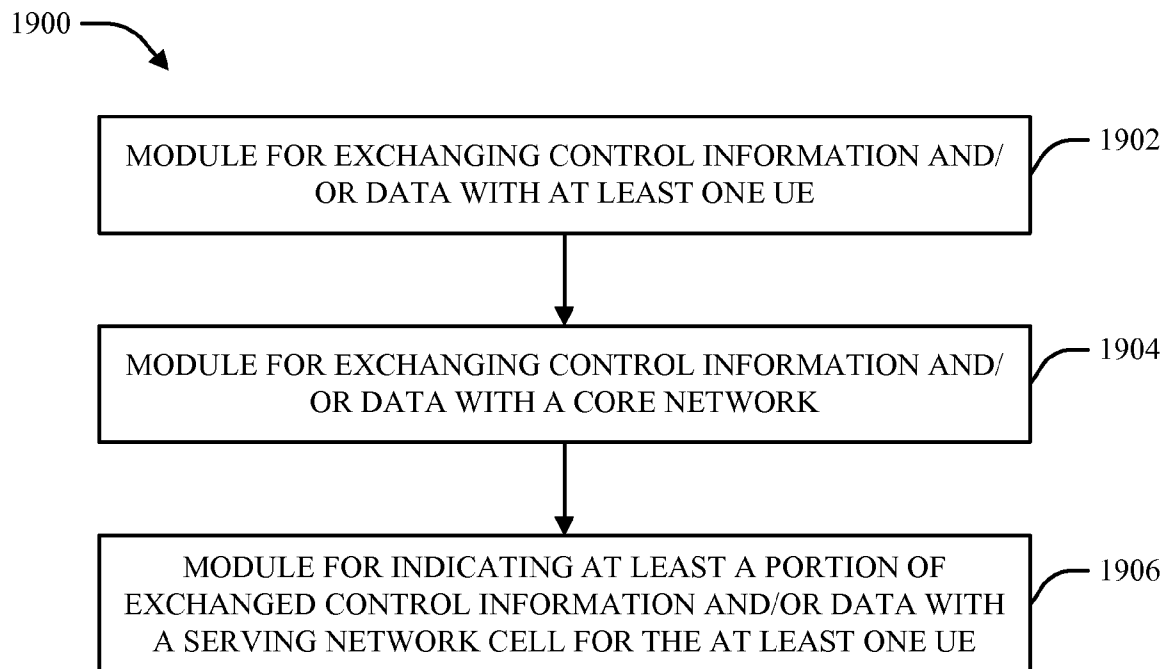 1900
MODULE FOR EXCHANGING CONTROL INFORMATION AND/
OR DATA WITH AT LEAST ONE UE
1902
MODULE FOR EXCHANGING CONTROL INFORMATION AND/
OR DATA WITH A CORE NETWORK
1904
MODULE FOR INDICATING AT LEAST A PORTION OF
EXCHANGED CONTROL INFORMATION AND/OR DATA WITH
A SERVING NETWORK CELL FOR THE AT LEAST ONE UE
1906